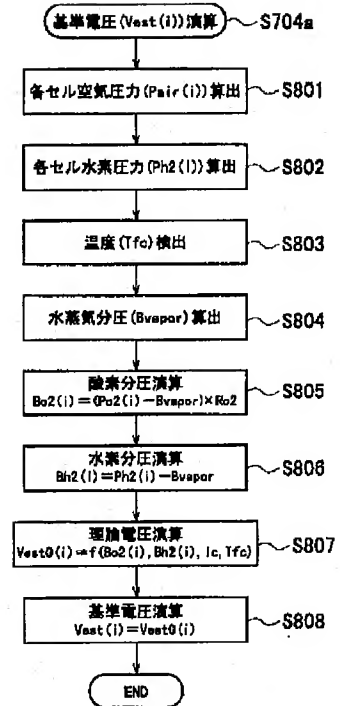 基準電圧(Vest(i))演算 S704a
各セル空気圧力(Pair(i))算出 S801
各セル水素圧力(Ph2(i))算出 S802
温度(Tfc)検出 S803
水蒸気分圧(Bvapor)算出 S804
酸素分圧演算
Bo2(i)=(Po2(i)-Bvapor)×Ro2 S805
水素分圧演算
Bh2(i)=Ph2(i)-Bvapor S806
理論電圧演算
Vest0(i)=f(Bo2(i),Bh2(i),Ic,Tfc) S807
基準電圧演算
Vest(i)=Vest0(i) S808
END